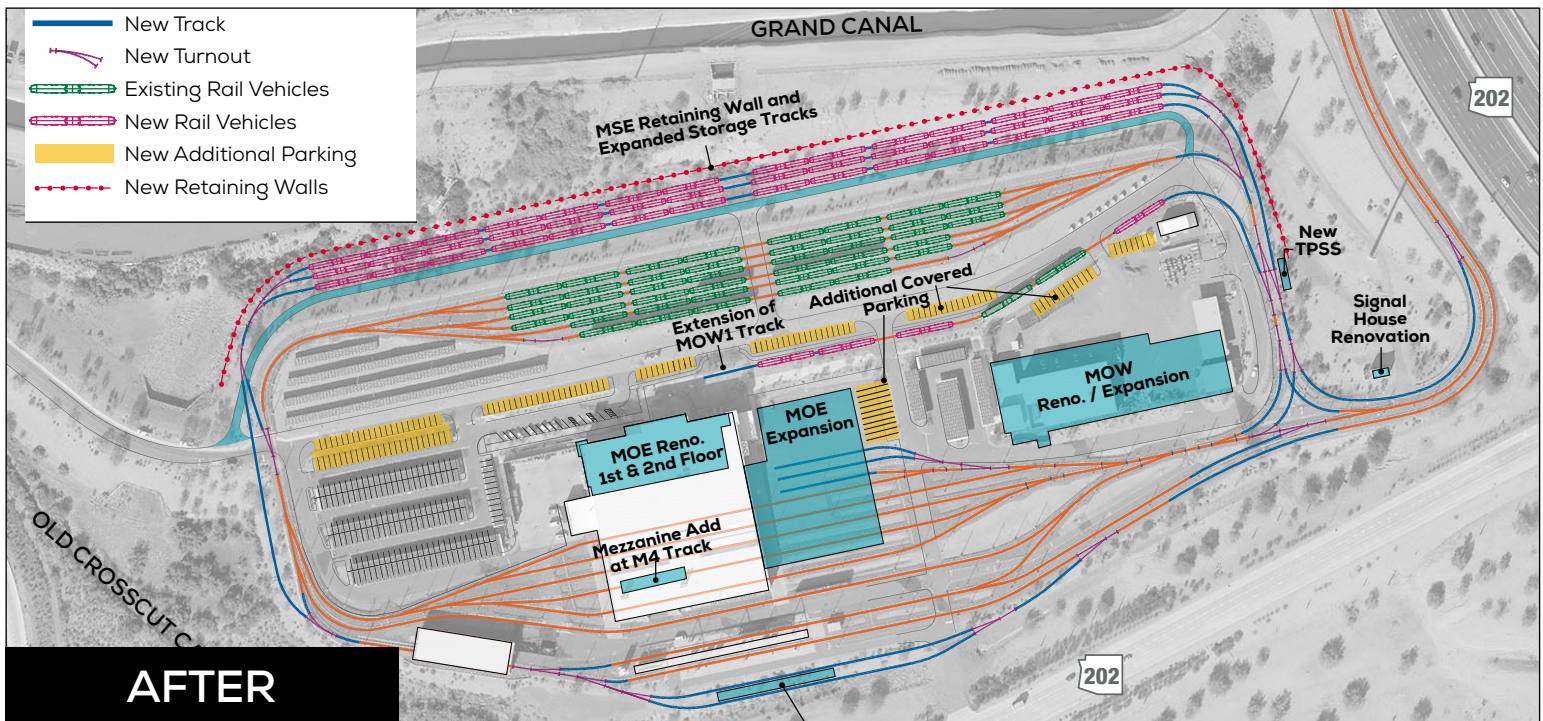 New Track
New Turnout
Existing Rail Vehicles
New Rail Vehicles
New Additional Parking
New Retaining Walls
GRAND CANAL
202
MSE Retaining Wall and
Expanded Storage Tracks
New
TPSS
Additional Covered
Parking
Extension of
MOW1 Track
Signal
House
Renovation
MOW
Reno. / Expansion
MOE
Expansion
MOE Reno.
1st & 2nd Floor
Mezzanine Add
at M4 Track
OLD CROSSCUT CA
202
AFTER